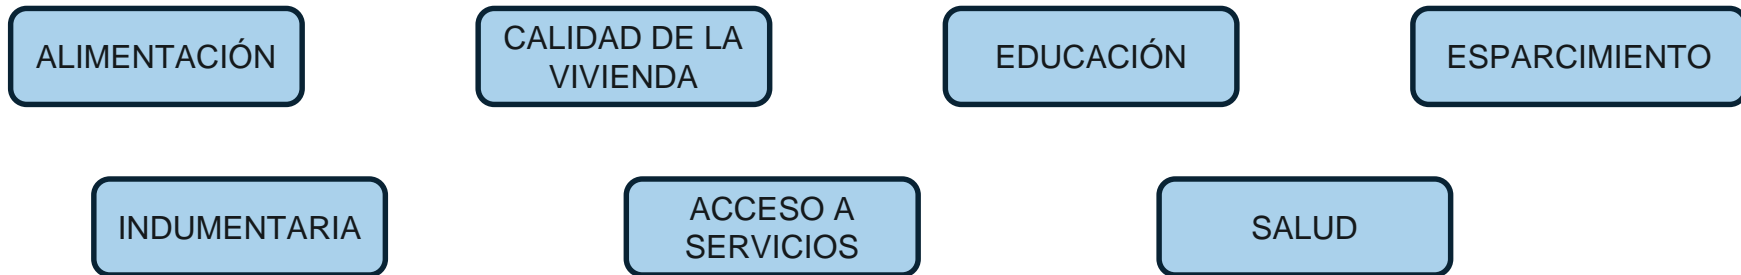 ALIMENTACIÓN
CALIDAD DE LA
VIVIENDA
EDUCACIÓN
ESPARCIMIENTO
INDUMENTARIA
ACCESO A
SERVICIOS
SALUD